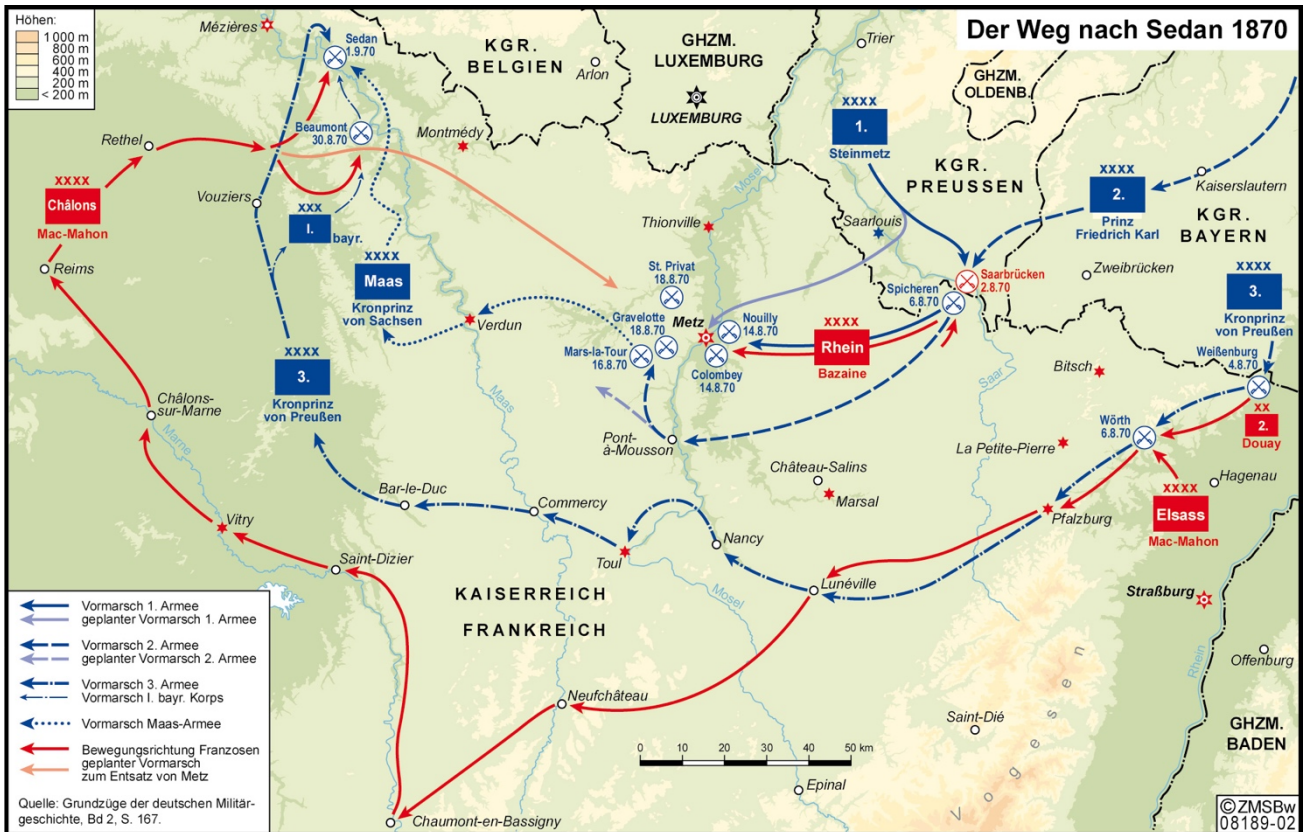 Höhen:
1 000 m
800 m
600 m
400 m
200 m
< 200 m
Der Weg nach Sedan 1870
Mézières
Sedan
1.9.70
KGR.
BELGIEN
Arlon
GHZM.
LUXEMBURG
LUXEMBURG
Trier
GHZM.
OLDENB.
Beaumont
30.8.70
Montmédy
Rethel
XXXX
1.
Steinmetz
Mosel
KGR.
PREUSSEN
XXXX
2.
Prinz
Friedrich Karl
Kaiserslautern
KGR.
BAYERN
XXXX
Châlons
Mac-Mahon
Vouziers
XXX
I.
bayr.
Thionville
Saarlouis
Reims
XXXX
Maas
Kronprinz
von Sachsen
St. Privat
18.8.70
Saarbrücken
2.8.70
Zweibrücken
Spicheren
6.8.70
XXXX
3.
Kronprinz
von Preußen
Verdun
Gravelotte
18.8.70
Metz
Nouilly
14.8.70
XXXX
Rhein
Bazaine
Mars-la-Tour
16.8.70
Colombey
14.8.70
Weißenburg
4.8.70
XXXX
3.
Kronprinz
von Preußen
Maas
Saar
Bitsch
XX
2.
Douay
Châlons-
sur-Marne
Marne
Wörth
6.8.70
Pont-
à-Mousson
La Petite-Pierre
Château-Salins
Marsal
Hagenau
XXXX
Elsass
Mac-Mahon
Bar-le-Duc
Commercy
Pfalzburg
Vitry
Nancy
Toul
Saint-Dizier
Lunéville
KAISERREICH
FRANKREICH
Mosel
Straßburg
Rhein
Offenburg
Vogesen
Neufchâteau
Saint-Dié
GHZM.
BADEN
0 10 20 30 40 50 km
Epinal
Chaumont-en-Bassigny
Vormarsch 1. Armee
geplanter Vormarsch 1. Armee
Vormarsch 2. Armee
geplanter Vormarsch 2. Armee
Vormarsch 3. Armee
Vormarsch I. bayr. Korps
Vormarsch Maas-Armee
Bewegungsrichtung Franzosen
geplanter Vormarsch
zum Entsatz von Metz
Quelle: Grundzüge der deutschen Militär-
geschichte, Bd 2, S. 167.
©ZMSBw
08189-02